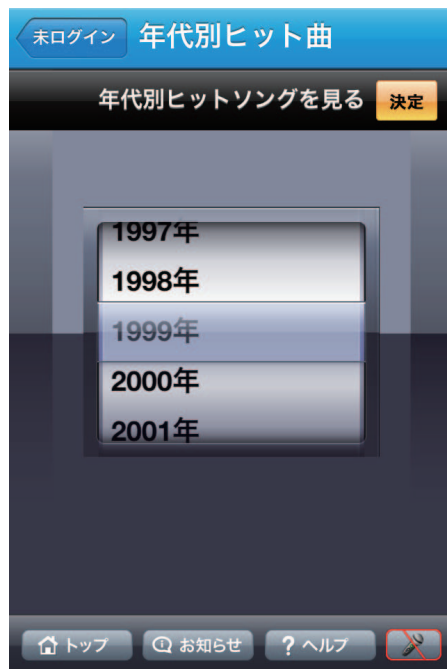 未ログイン
年代別ヒット曲
年代別ヒットソングを見る
決定
1997年
1998年
1999年
2000年
2001年
トップ
お知らせ
? ヘルプ